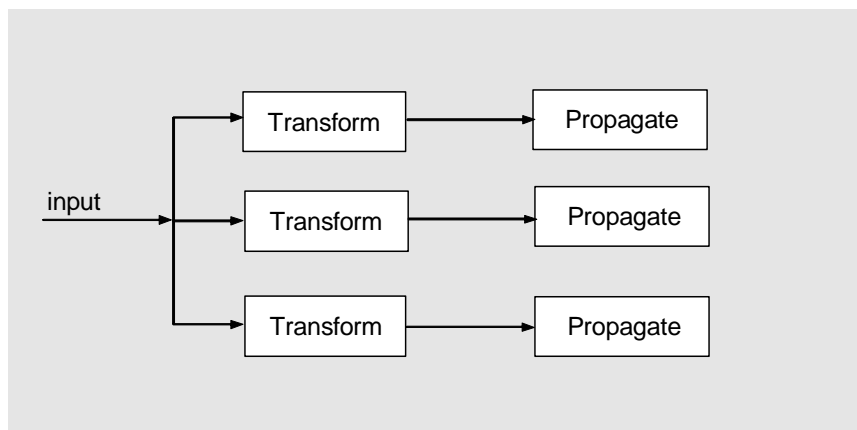 Transform
Propagate
input
Transform
Propagate
Transform
Propagate